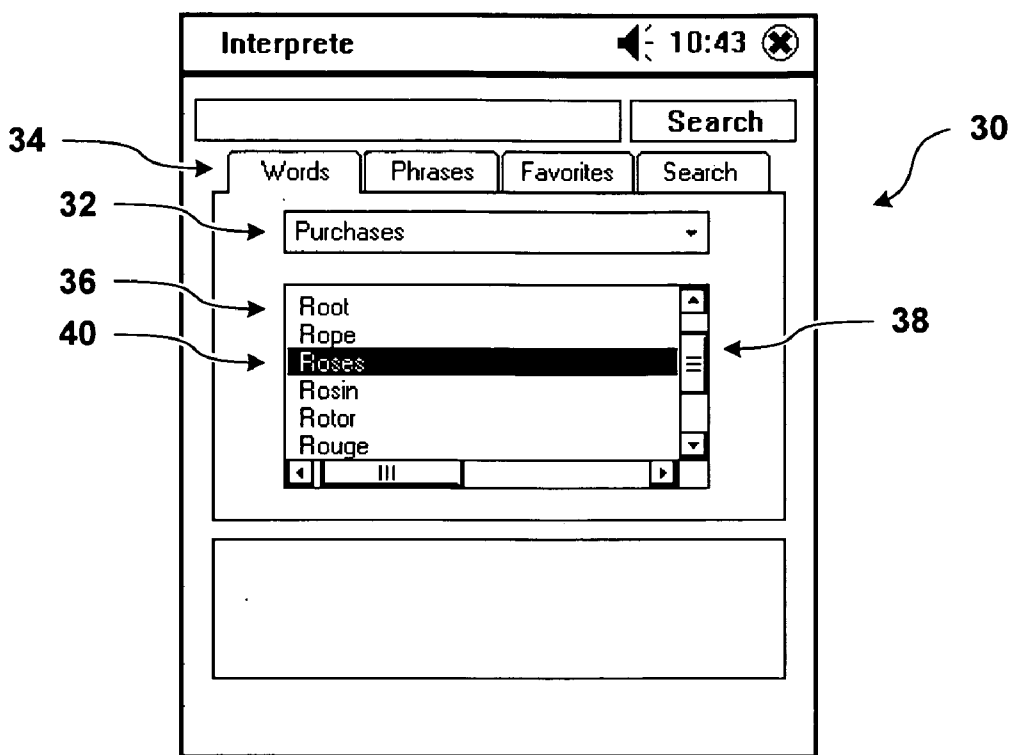 Interprete 10:43
Search
34
30
Words Phrases Favorites Search
32
Purchases
36
Root
Rope
40
38
Roses
Rosin
Rotor
Rouge